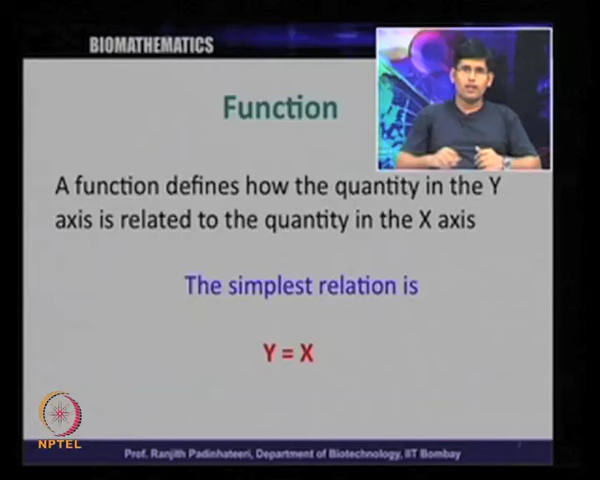 BIOMATHEMATICS
Function
A function defines how the quantity in the Y
axis is related to the quantity in the X axis
The simplest relation is
Y = X
NPTEL
Prof. Ranjith Padinhateeri, Department of Biotechnology, IIT Bombay